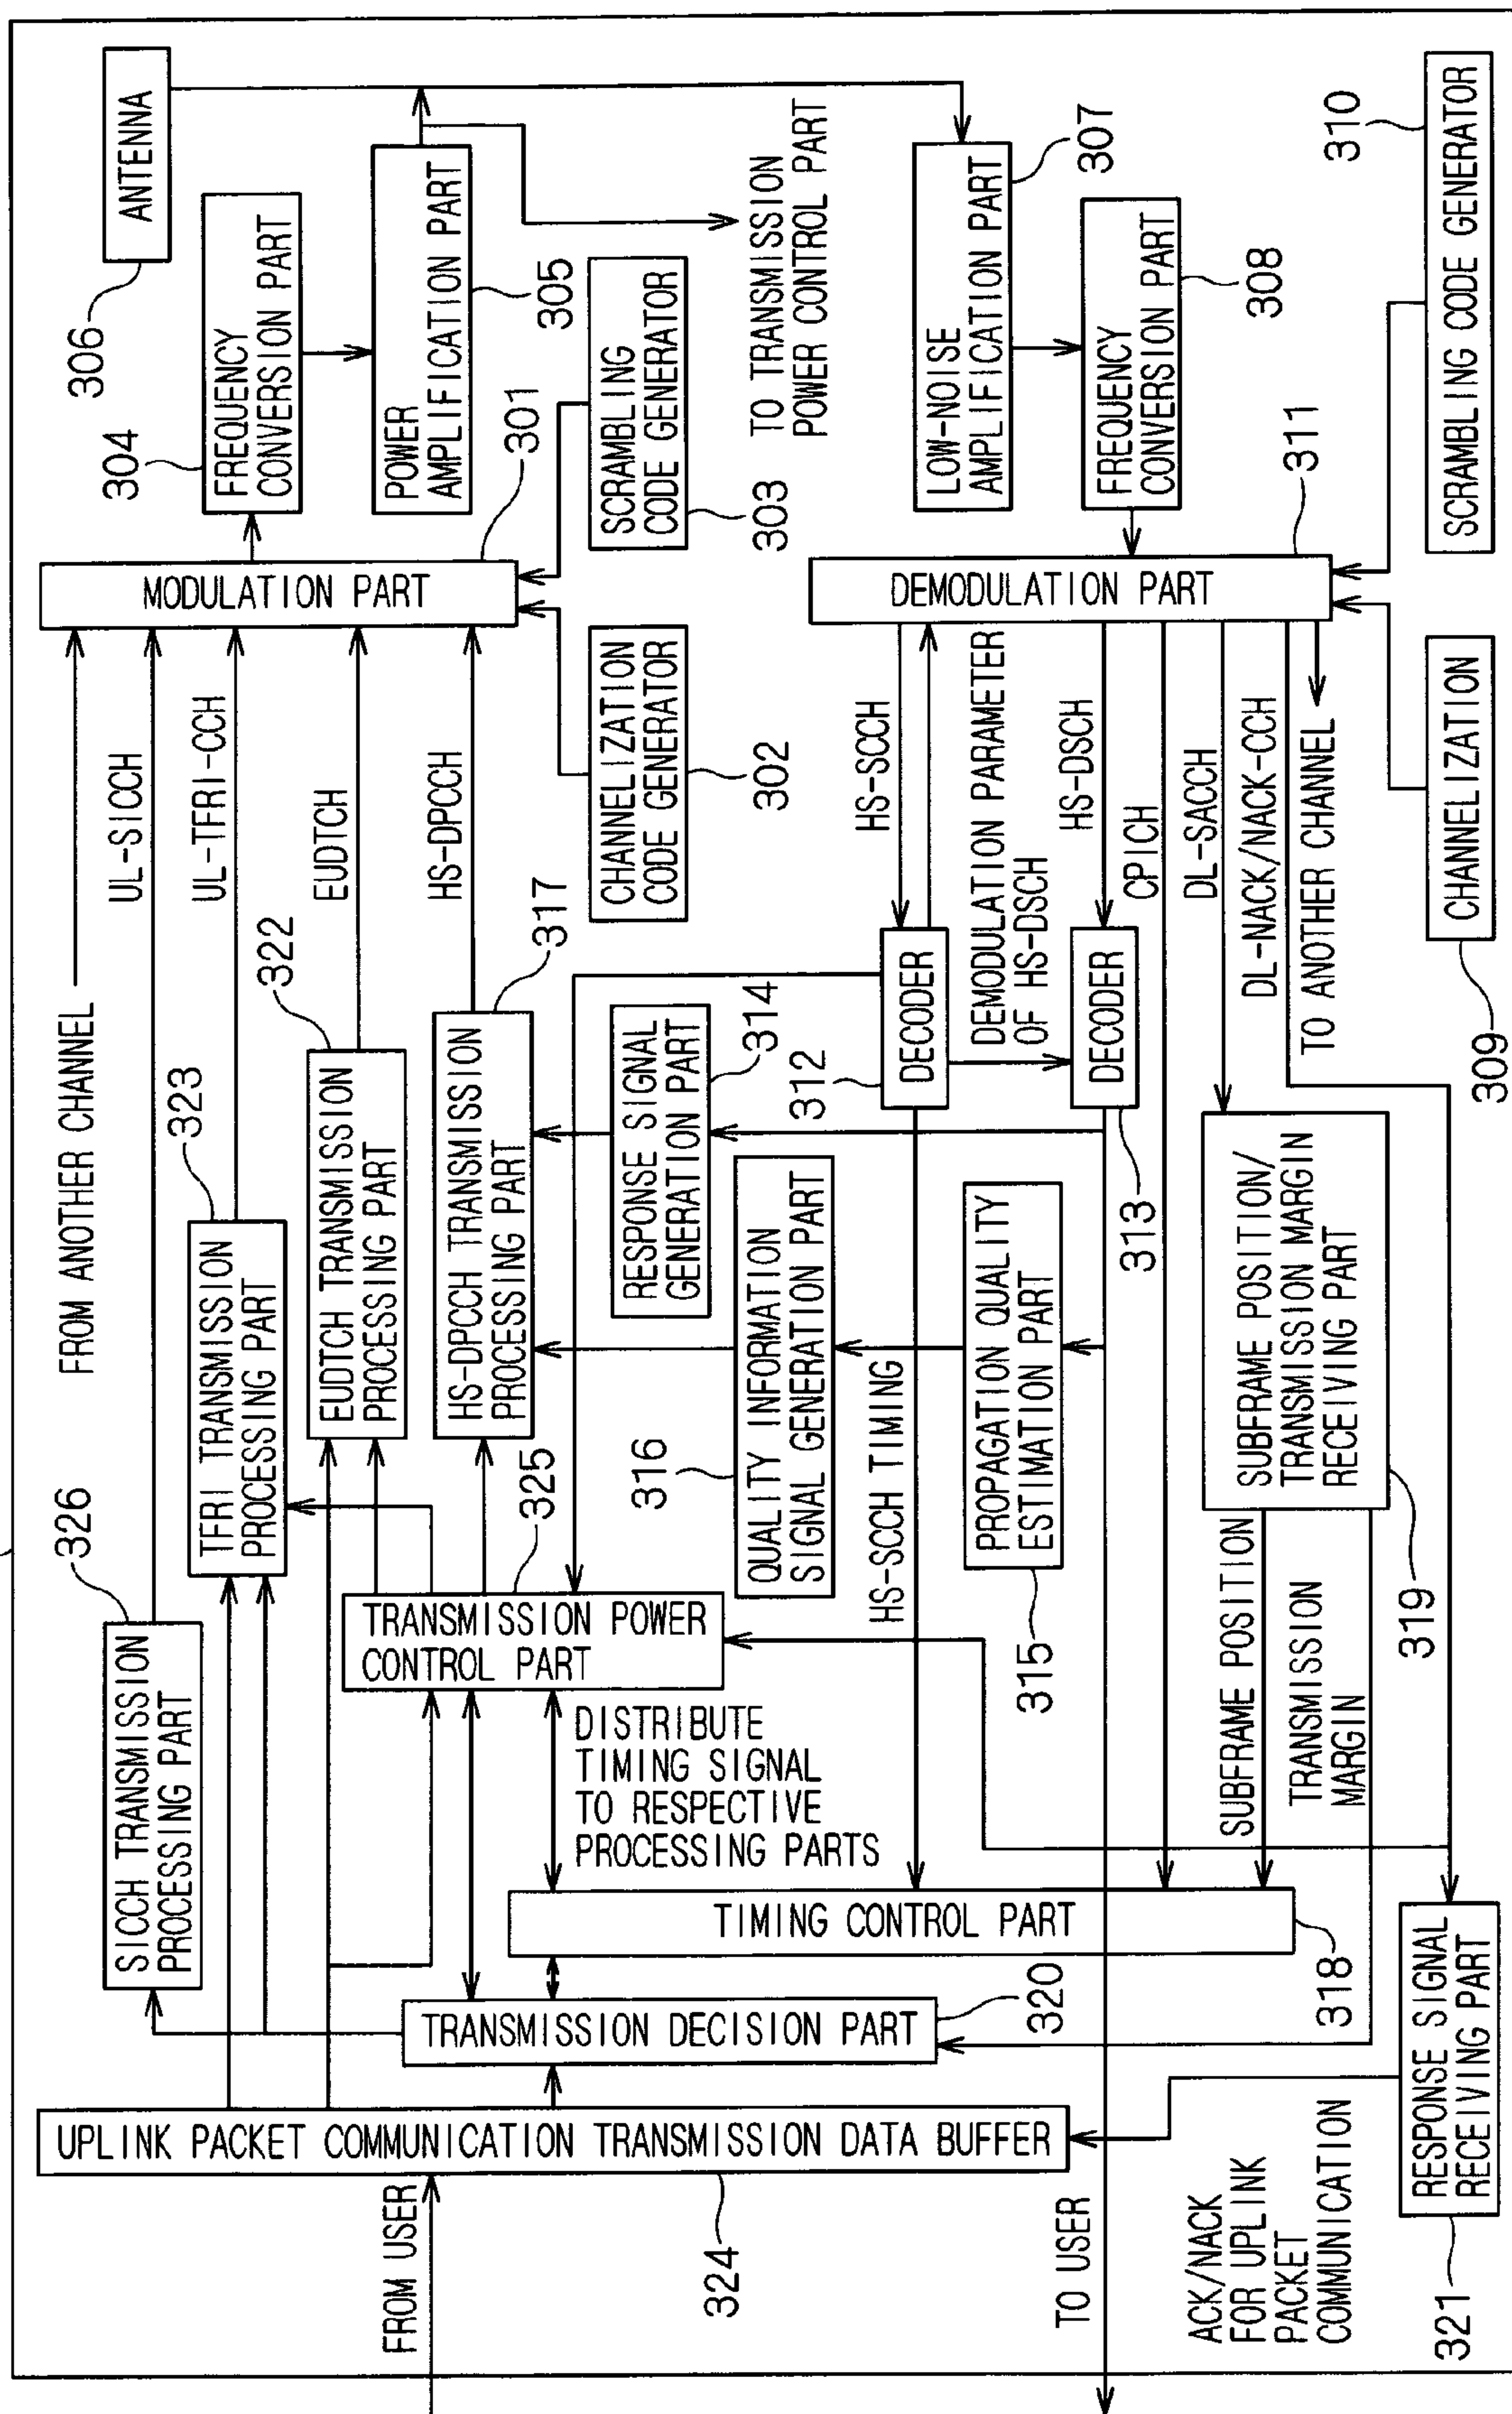 FROM USER
324
UPLINK PACKET COMMUNICATION TRANSMISSION DATA BUFFER
TO USER
ACK/NACK
FOR UPLINK
PACKET
COMMUNICATION
321
RESPONSE SIGNAL
RECEIVING PART
TRANSMISSION DECISION PART
320
TIMING CONTROL PART
318
SICCH TRANSMISSION
PROCESSING PART
326
TRANSMISSION POWER
CONTROL PART
325
DISTRIBUTE
TIMING SIGNAL
TO RESPECTIVE
PROCESSING PARTS
SUBFRAME POSITION
TRANSMISSION
MARGIN
319
SUBFRAME POSITION/
TRANSMISSION MARGIN
RECEIVING PART
HS-SCCH TIMING
315
PROPAGATION QUALITY
ESTIMATION PART
316
QUALITY INFORMATION
SIGNAL GENERATION PART
RESPONSE SIGNAL
GENERATION PART
314
TFRI TRANSMISSION
PROCESSING PART
323
EUDTCH TRANSMISSION
PROCESSING PART
322
HS-DPCCH TRANSMISSION
PROCESSING PART
317
312
DECODER
313
DECODER
FROM ANOTHER CHANNEL
UL-SICCH
UL-TFRI-CCH
EUDTCH
HS-DPCCH
CHANNELIZATION
CODE GENERATOR
302
HS-SCCH
DEMODULATION PARAMETER
OF HS-DSCH
HS-DSCH
CPICH
DL-SACCH
DL-NACK/NACK-CCH
TO ANOTHER CHANNEL
309
CHANNELIZATION
MODULATION PART
301
SCRAMBLING
CODE GENERATOR
303
DEMODULATION PART
311
304
FREQUENCY
CONVERSION PART
POWER
AMPLIFICATION PART
305
306
ANTENNA
TO TRANSMISSION
POWER CONTROL PART
LOW-NOISE
AMPLIFICATION PART
307
FREQUENCY
CONVERSION PART
308
SCRAMBLING CODE GENERATOR
310